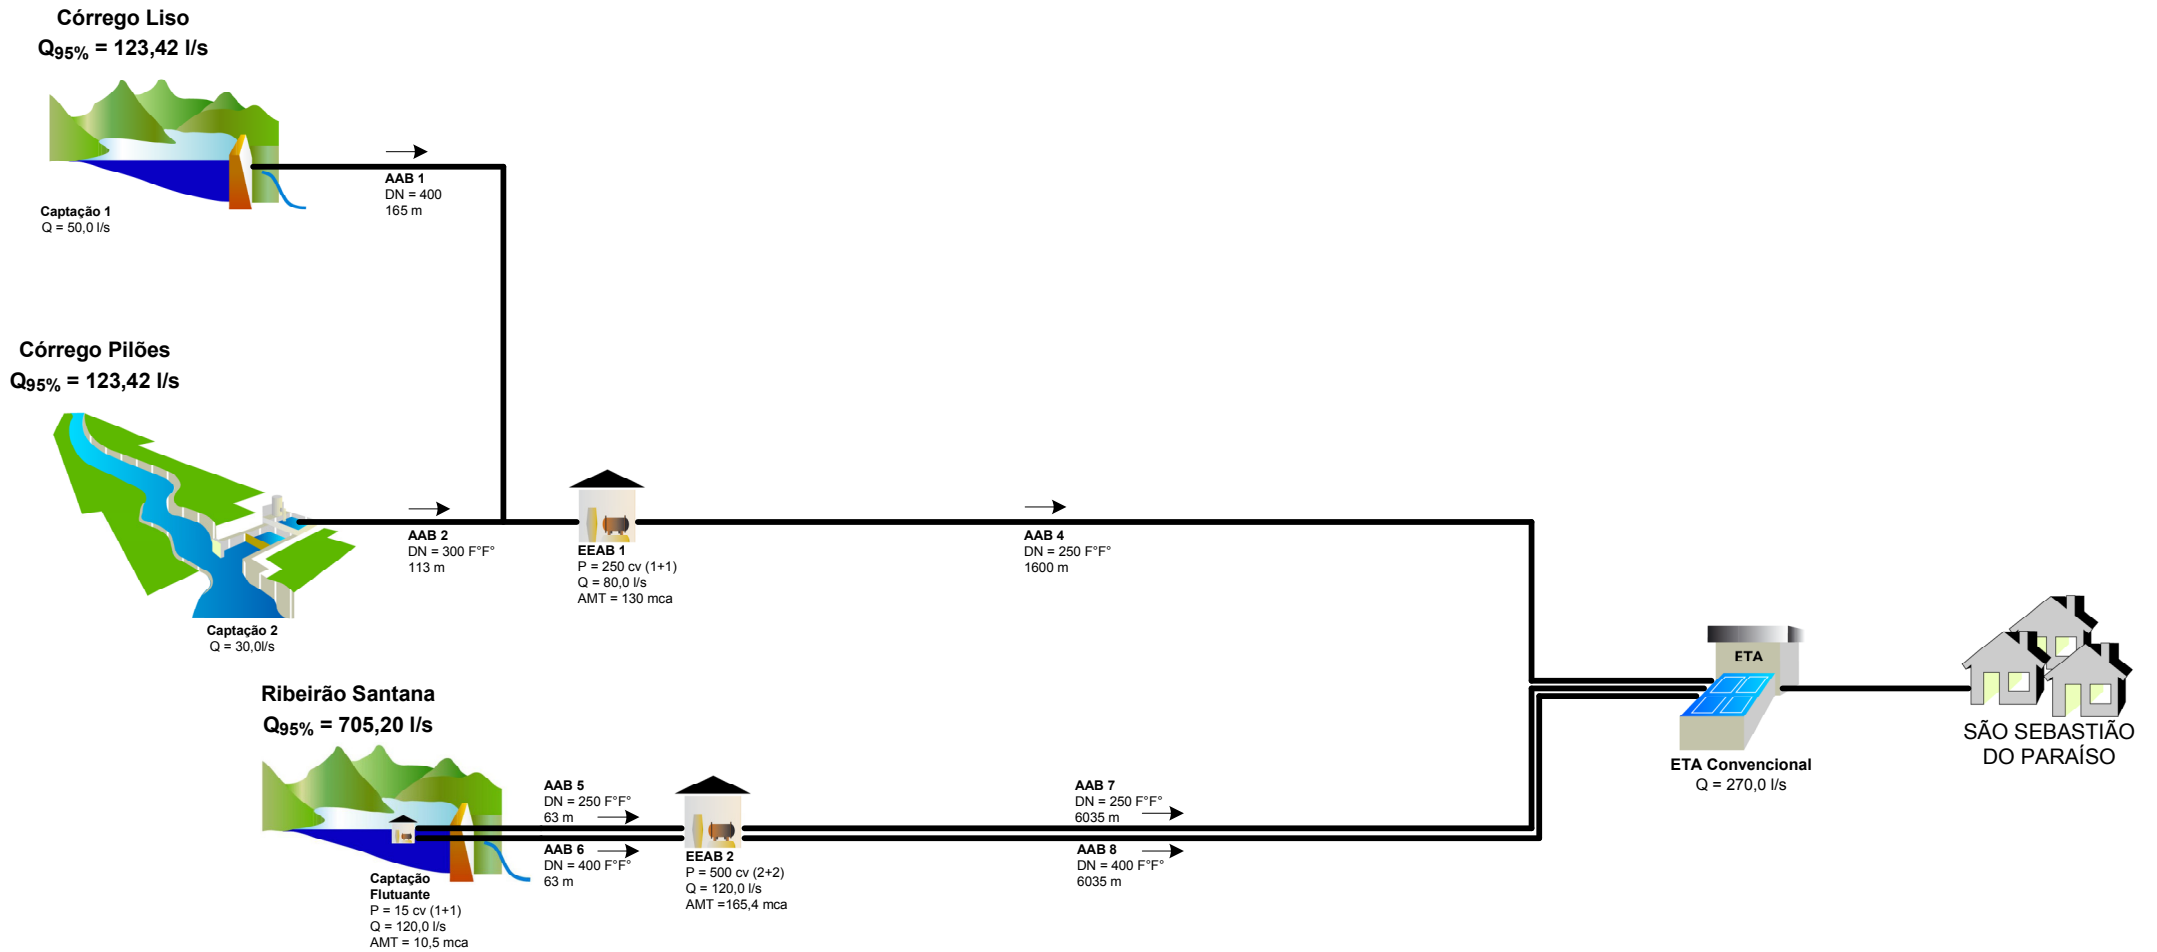 Córrego Liso
Q95% = 123,42 l/s
AAB 1
DN = 400
165 m
Captação 1
Q = 50,0 l/s
Córrego Pilões
Q95% = 123,42 l/s
AAB 2
DN = 300 F°F°
113 m
EEAB 1
P = 250 cv (1+1)
Q = 80,0 l/s
AMT = 130 mca
AAB 4
DN = 250 F°F°
1600 m
Captação 2
Q = 30,0l/s
ETA
SÃO SEBASTIÃO
DO PARAÍSO
ETA Convencional
Q = 270,0 l/s
Ribeirão Santana
Q95% = 705,20 l/s
AAB 5
DN = 250 F°F°
63 m
AAB 6
DN = 400 F°F°
63 m
EEAB 2
P = 500 cv (2+2)
Q = 120,0 l/s
AMT =165,4 mca
AAB 7
DN = 250 F°F°
6035 m
AAB 8
DN = 400 F°F°
6035 m
Captação
Flutuante
P = 15 cv (1+1)
Q = 120,0 l/s
AMT = 10,5 mca